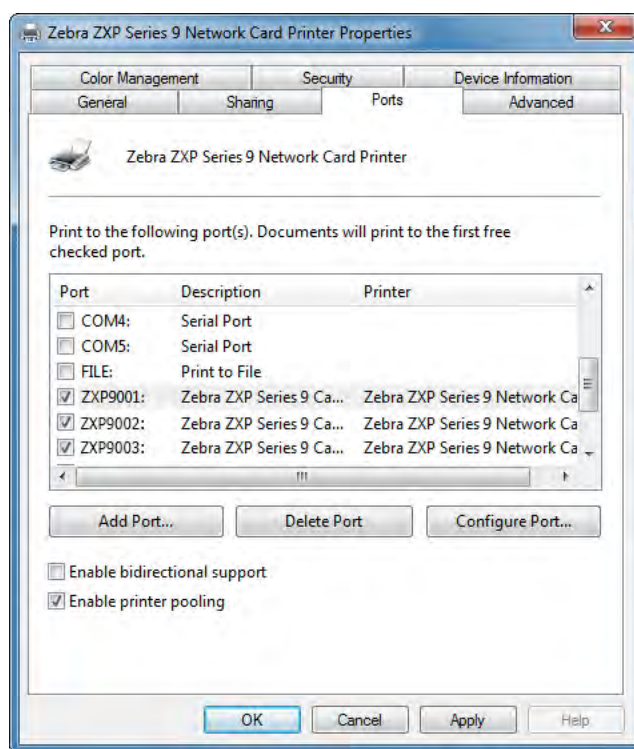 Zebra ZXP Series 9 Network Card Printer Properties
Color Management Security Device Information
General Sharing Ports Advanced
Zebra ZXP Series 9 Network Card Printer
Print to the following port(s). Documents will print to the first free
checked port.
Port Description Printer
COM4: Serial Port
COM5: Serial Port
FILE: Print to File
ZXP9001: Zebra ZXP Series 9 Ca... Zebra ZXP Series 9 Network Ca
ZXP9002: Zebra ZXP Series 9 Ca... Zebra ZXP Series 9 Network Ca
ZXP9003: Zebra ZXP Series 9 Ca... Zebra ZXP Series 9 Network Ca
Add Port... Delete Port Configure Port...
Enable bidirectional support
Enable printer pooling
OK Cancel Apply Help